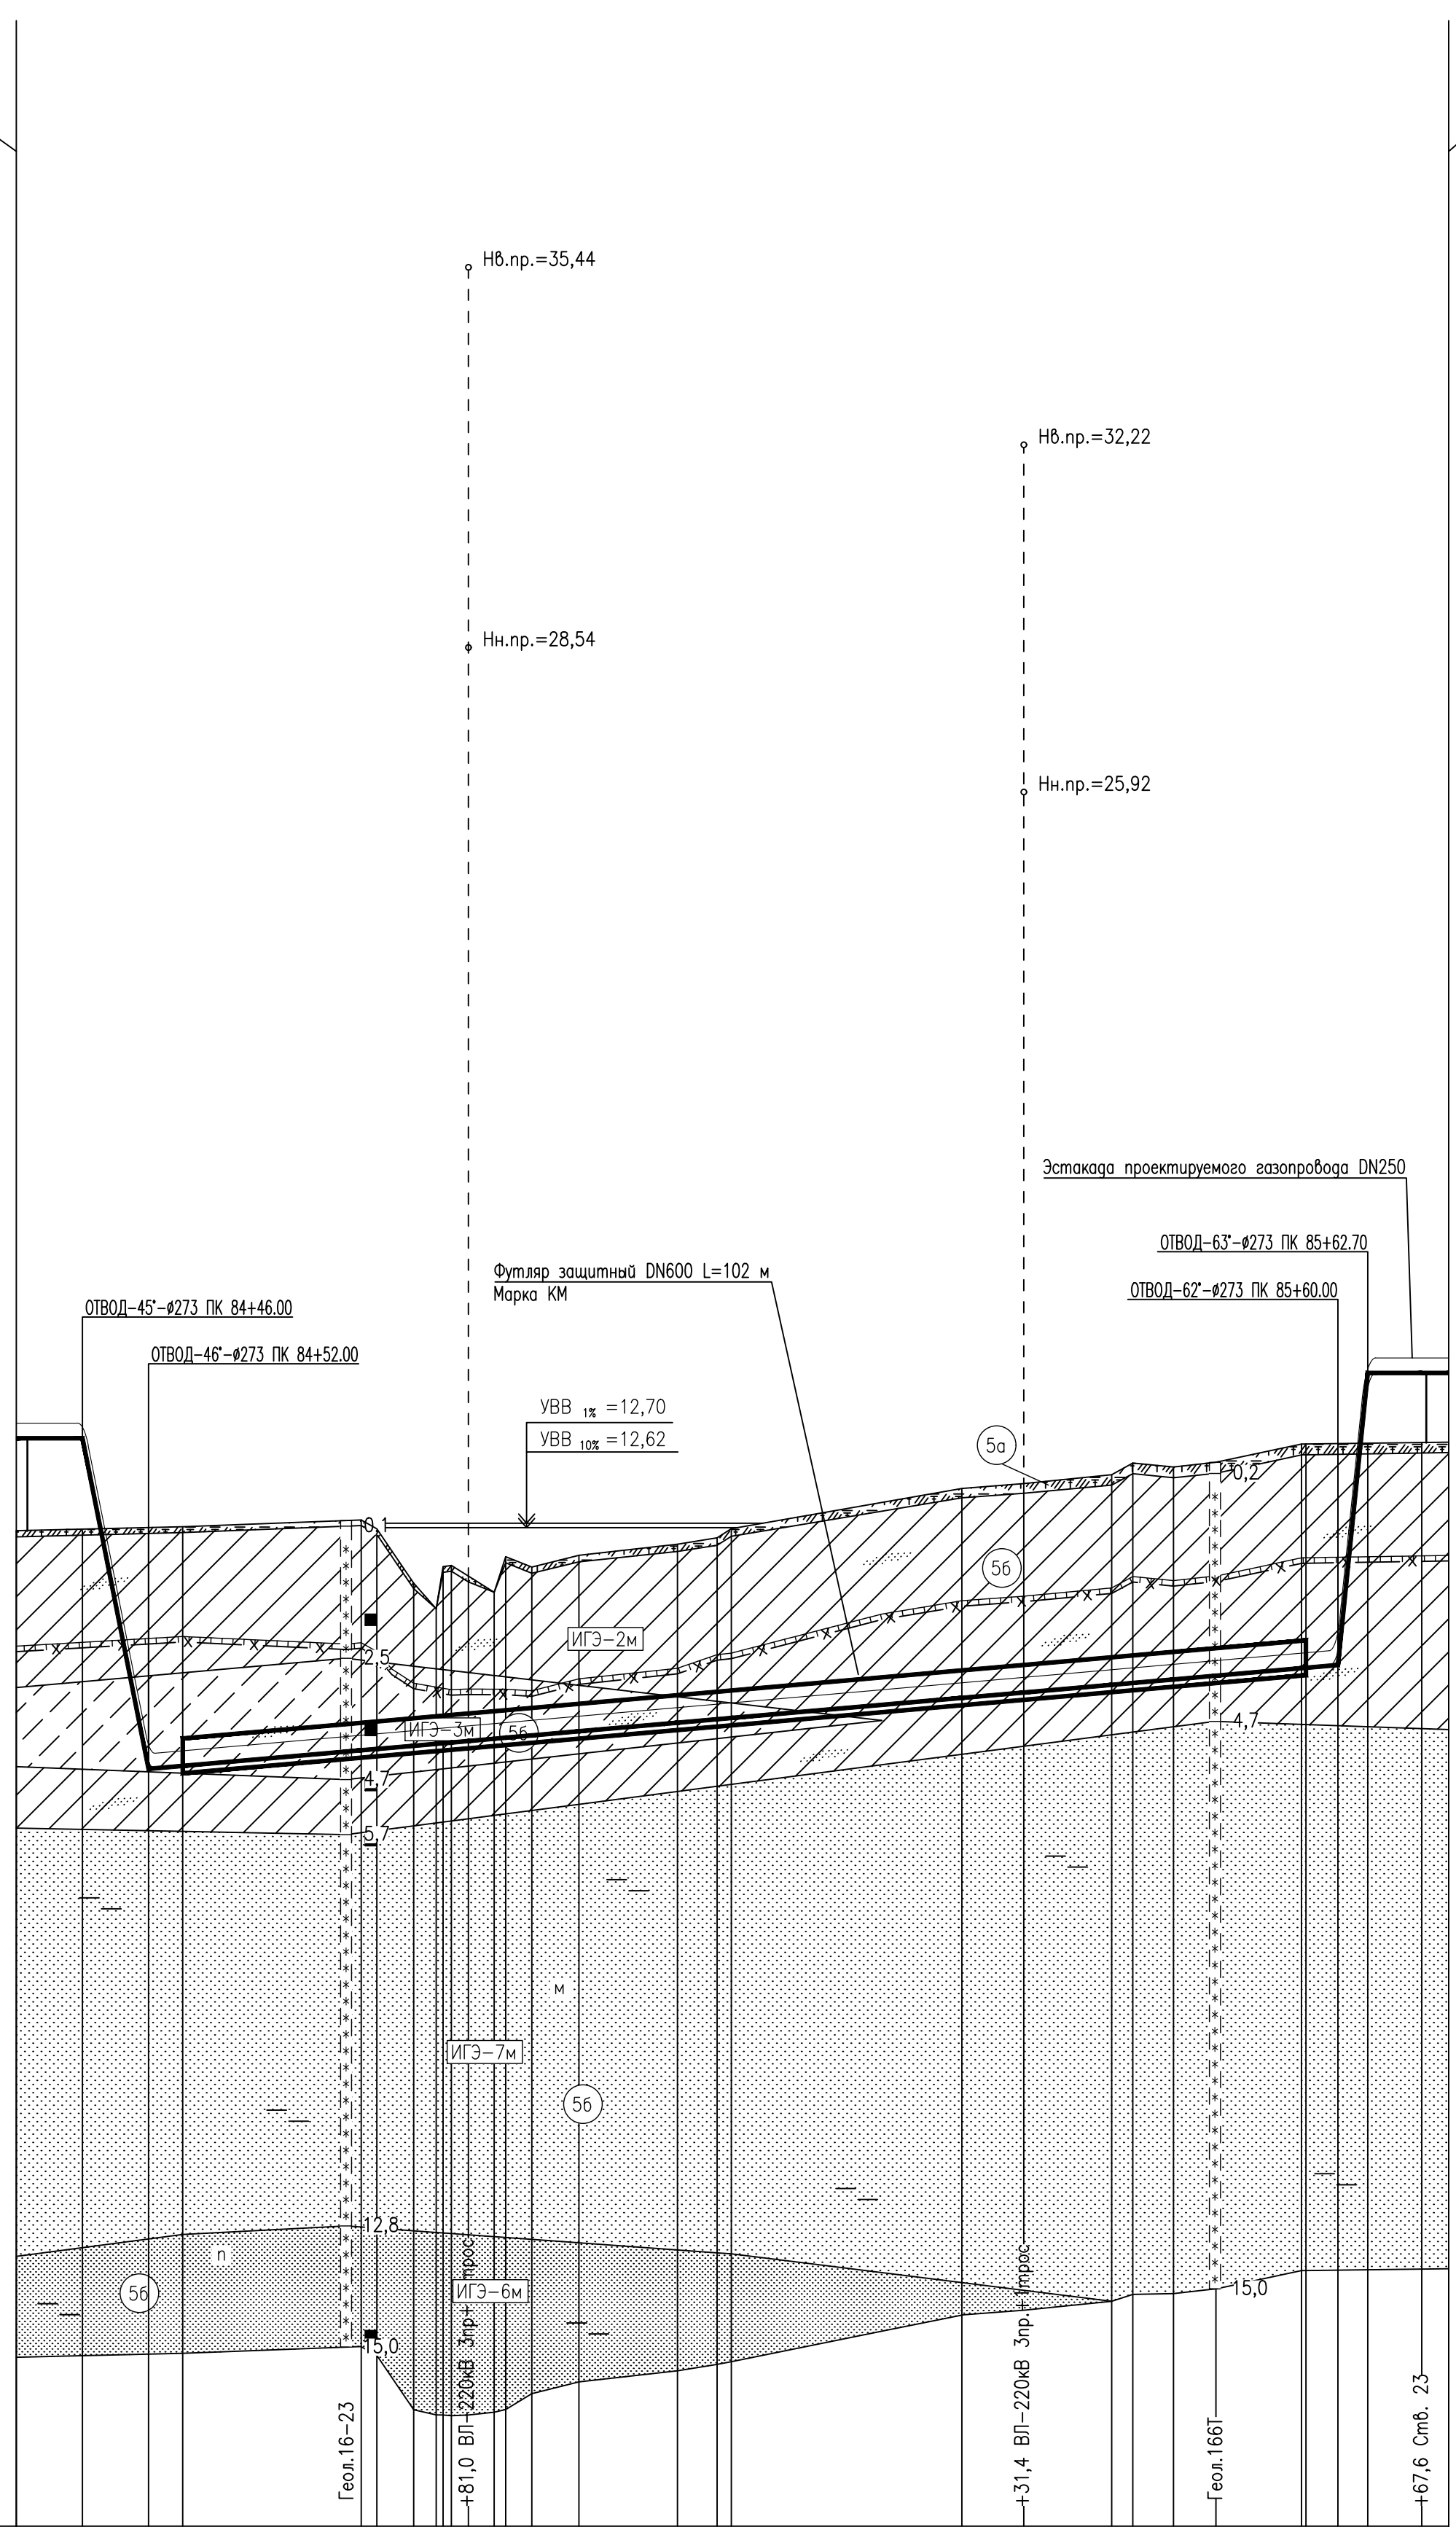 Нв.пр.=35,44
Нв.пр.=32,22
Нн.пр.=28,54
Нн.пр.=25,92
Эстакада проектируемого газопровода DN250
ОТВОД-63°-ø273 ПК 85+62.70
Футляр защитный DN600 L=102 м
Марка КМ
ОТВОД-62°-ø273 ПК 85+60.00
ОТВОД-45°-ø273 ПК 84+46.00
ОТВОД-46°-ø273 ПК 84+52.00
УВВ 1% =12,70
УВВ 10% =12,62
5а
0,2
0,1
5б
ИГЭ-2м
2,5
ИГЭ-3м
5б
4,7
4,7
5,7
м
ИГЭ-7м
5б
12,8
п
5б
ИГЭ-6м
15,0
15,0
Геол.16-23
+81,0 ВЛ-220кВ 3пр+ трос
+31,4 ВЛ-220кВ 3пр.+1трос
Геол.166Т
+67,6 Ств. 23